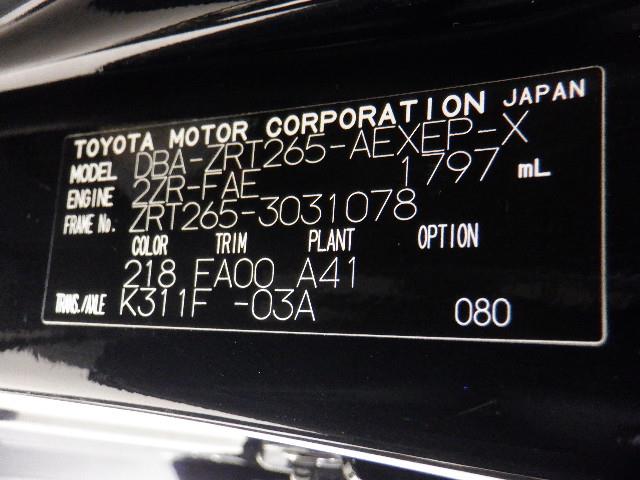 TOYOTA MOTOR CORPORATION JAPAN
MODEL DBA-ZRT265-AEXEP-X
ENGINE 2ZR-FAE 1797 mL
FRAME No. ZRT265-3031078
COLOR TRIM PLANT OPTION
218 FA00 A41
TRANS./AXLE K311F -03A 080